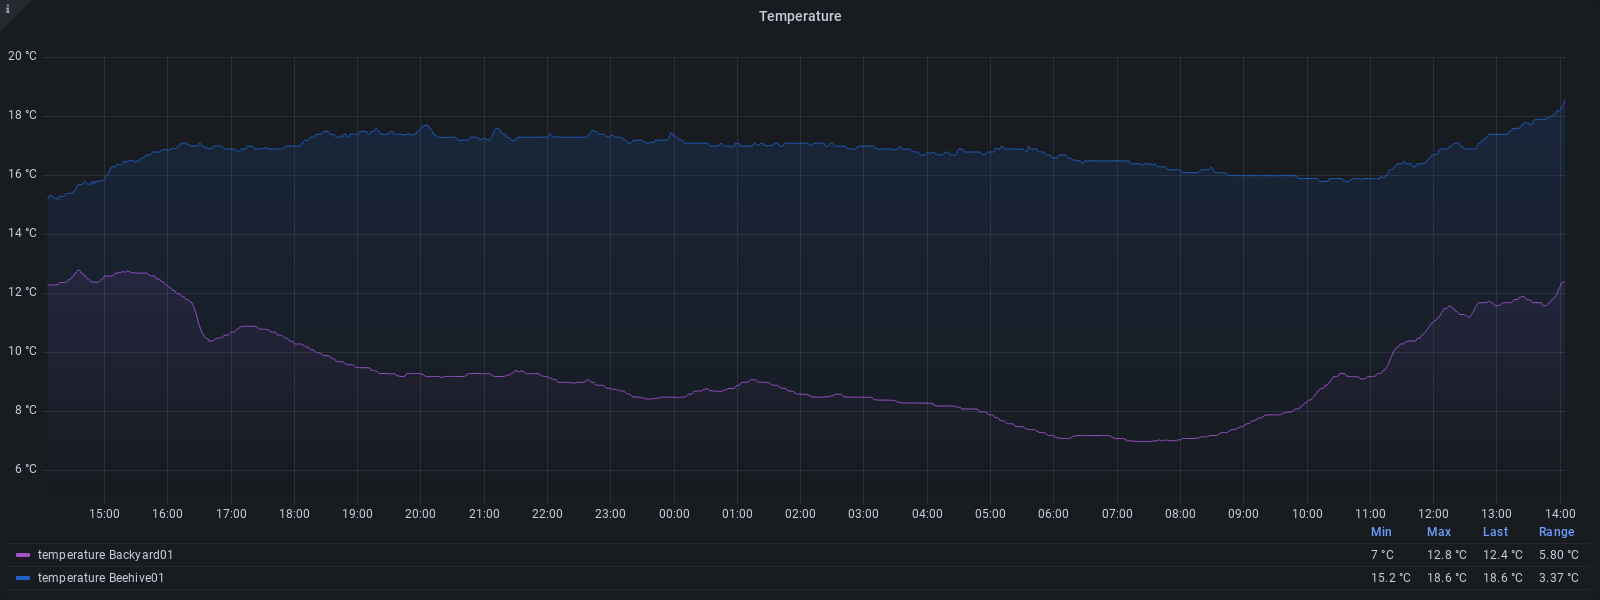 i
Temperature
20 °C
18 °C
16 °C
14 °C
12 °C
10 °C
8 °C
6 °C
15:00 16:00 17:00 18:00 19:00 20:00 21:00 22:00 23:00 00:00 01:00 02:00 03:00 04:00 05:00 06:00 07:00 08:00 09:00 10:00 11:00 12:00 13:00 14:00
Min Max Last Range
temperature Backyard01 7 °C 12.8 °C 12.4 °C 5.80 °C
temperature Beehive01 15.2 °C 18.6 °C 18.6 °C 3.37 °C